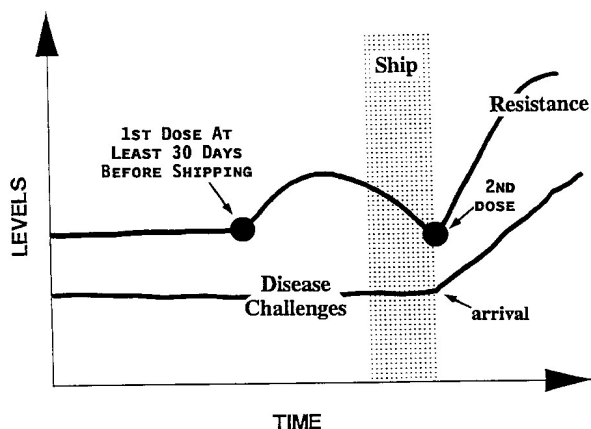 Ship
Resistance
1ST DOSE AT
LEAST 30 DAYS
BEFORE SHIPPING
2ND
DOSE
LEVELS
Disease
Challenges
arrival
TIME